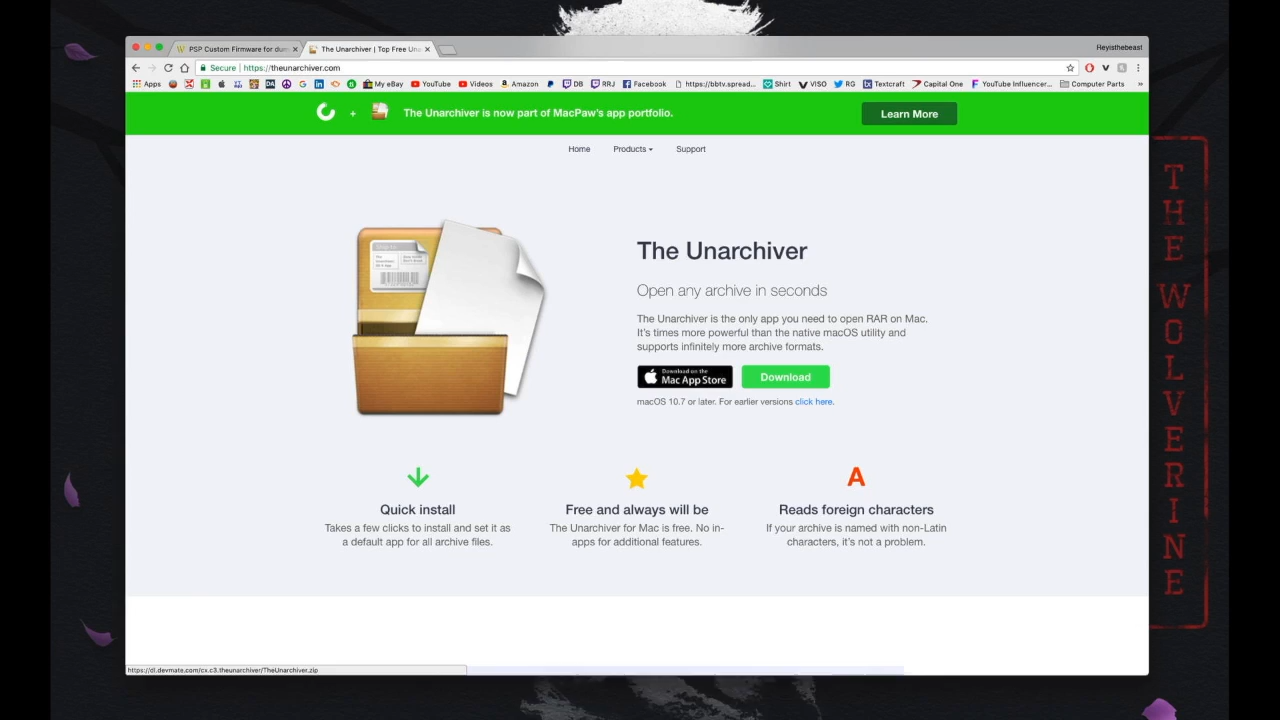 PSP Custom Firmware for dum
The Unarchiver | Top Free Una
Reyisthebeast
Secure | https://theunarchiver.com
Apps
My eBay
YouTube
Videos
Amazon
DB
RRJ
Facebook
https://bbtv.spread...
Shirt
VISO
RG
Textcraft
Capital One
YouTube Influencer...
Computer Parts
»
+
The Unarchiver is now part of MacPaw's app portfolio.
Learn More
Home
Products
Support
The Unarchiver
Open any archive in seconds
The Unarchiver is the only app you need to open RAR on Mac.
It's times more powerful than the native macOS utility and
supports infinitely more archive formats.
Download on the
Mac App Store
Download
macOS 10.7 or later. For earlier versions click here.
Quick install
Takes a few clicks to install and set it as
a default app for all archive files.
Free and always will be
The Unarchiver for Mac is free. No in-
apps for additional features.
A
Reads foreign characters
If your archive is named with non-Latin
characters, it's not a problem.
https://dl.devmate.com/cx.c3.theunarchiver/TheUnarchiver.zip
THE WOLVERINE